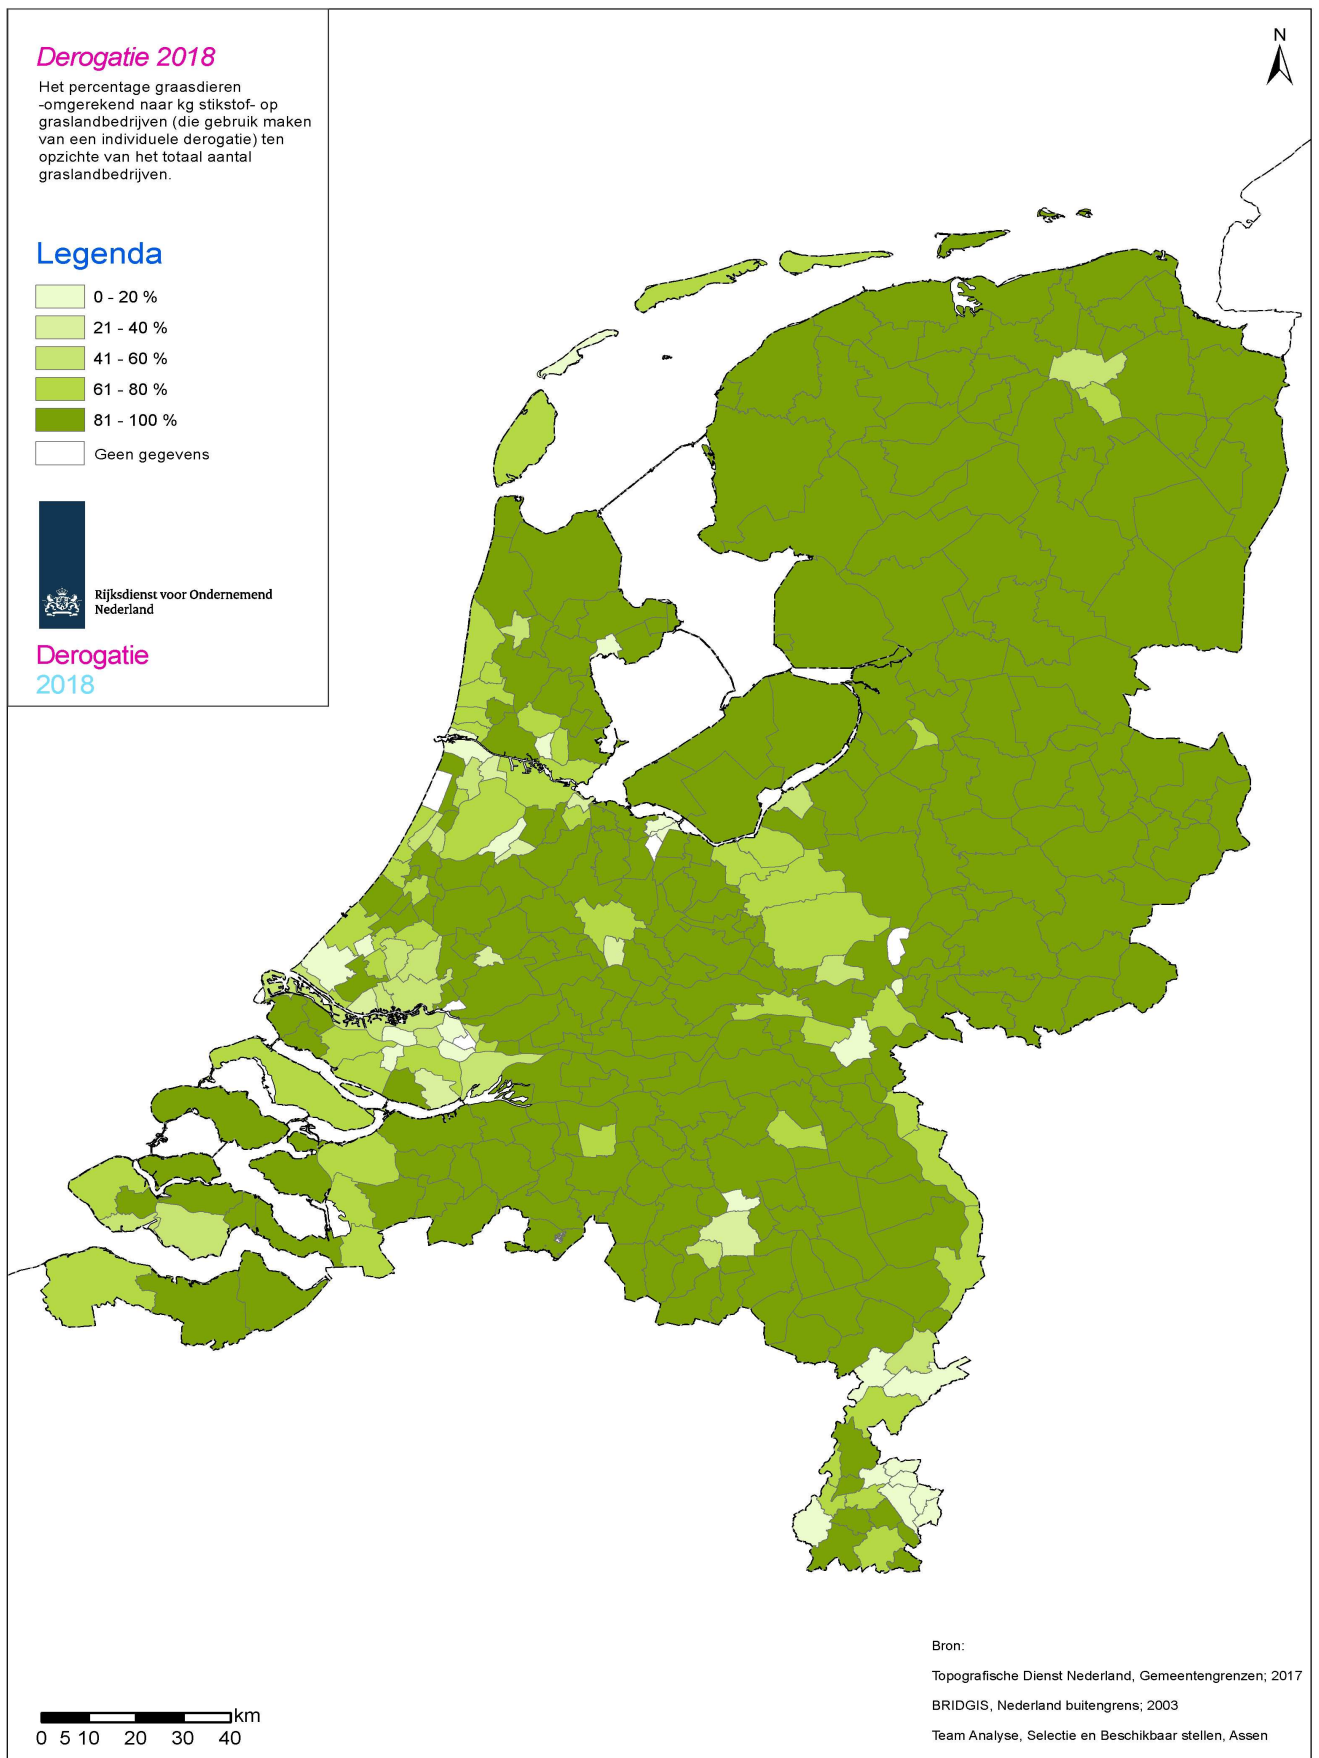 Derogatie 2018
Het percentage graasdieren
-omgerekend naar kg stikstof- op
graslandbedrijven (die gebruik maken
van een individuele derogatie) ten
opzichte van het totaal aantal
graslandbedrijven.
Legenda
0 - 20 %
21 - 40 %
41 - 60 %
61 - 80 %
81 - 100 %
Geen gegevens
Rijksdienst voor Ondernemend
Nederland
Derogatie
2018
N
km
0 5 10 20 30 40
Bron:
Topografische Dienst Nederland, Gemeentengrenzen; 2017
BRIDGIS, Nederland buitengrens; 2003
Team Analyse, Selectie en Beschikbaar stellen, Assen